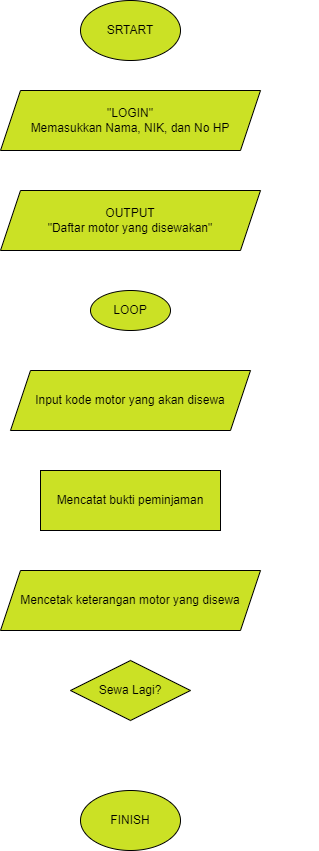 SRTART
"LOGIN"
Memasukkan Nama, NIK, dan No HP
OUTPUT
"Daftar motor yang disewakan"
LOOP
Input kode motor yang akan disewa
Mencatat bukti peminjaman
Mencetak keterangan motor yang disewa
Sewa Lagi?
FINISH